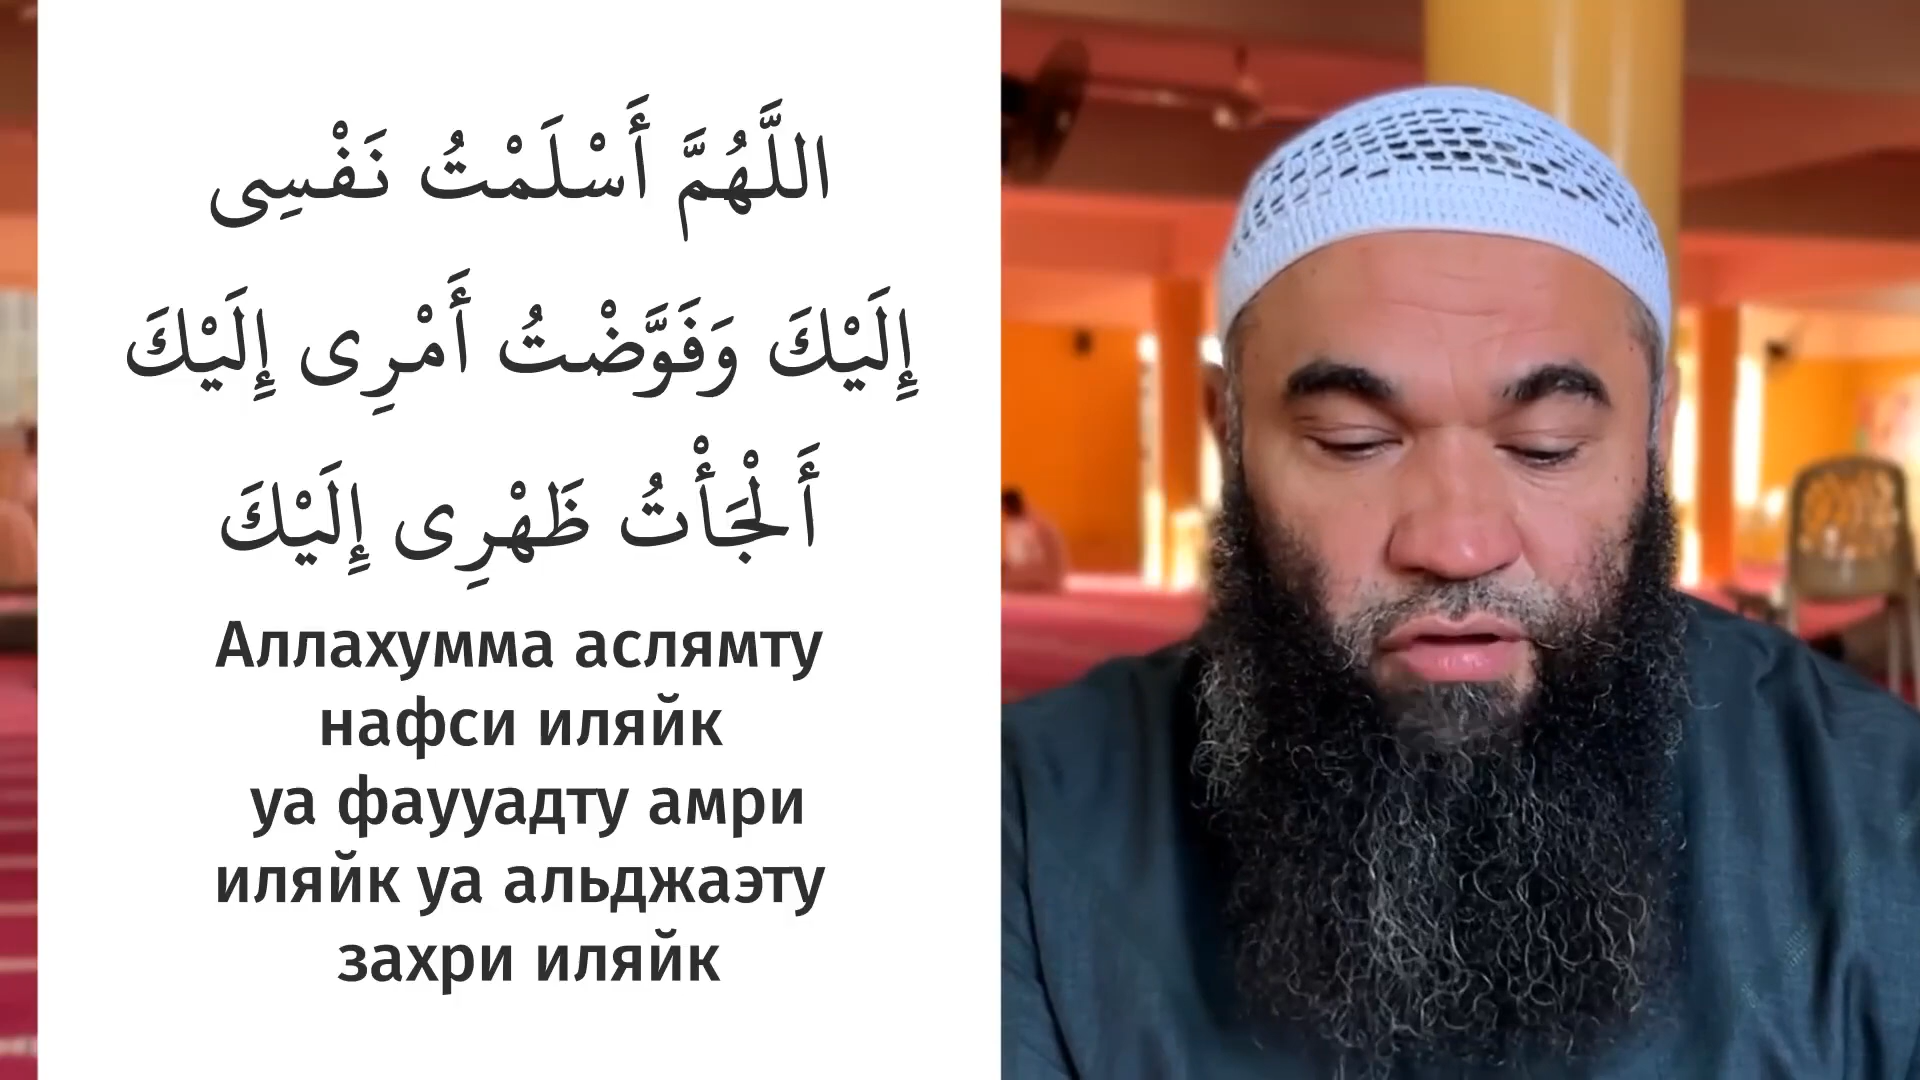 اللَّهُمَّ أَسْلَمْتُ نَفْسِى
إِلَيْكَ وَفَوَّضْتُ أَمْرِى إِلَيْكَ
أَلْجَأْتُ ظَهْرِى إِلَيْكَ
Аллахумма аслямту
нафси иляйк
уа фаууадту амри
иляйк уа альджаэту
захри иляйк